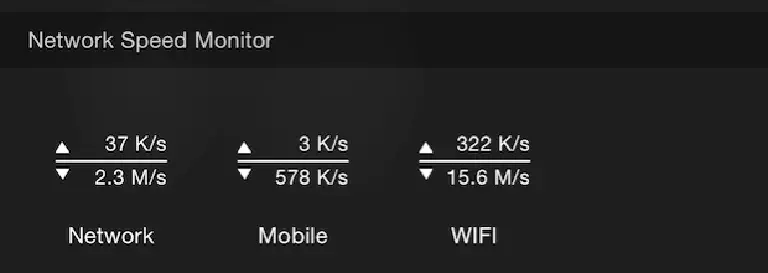 Network Speed Monitor
37 K/s 3 K/s 322 K/s
2.3 M/s 578 K/s 15.6 M/s
Network Mobile WIFI